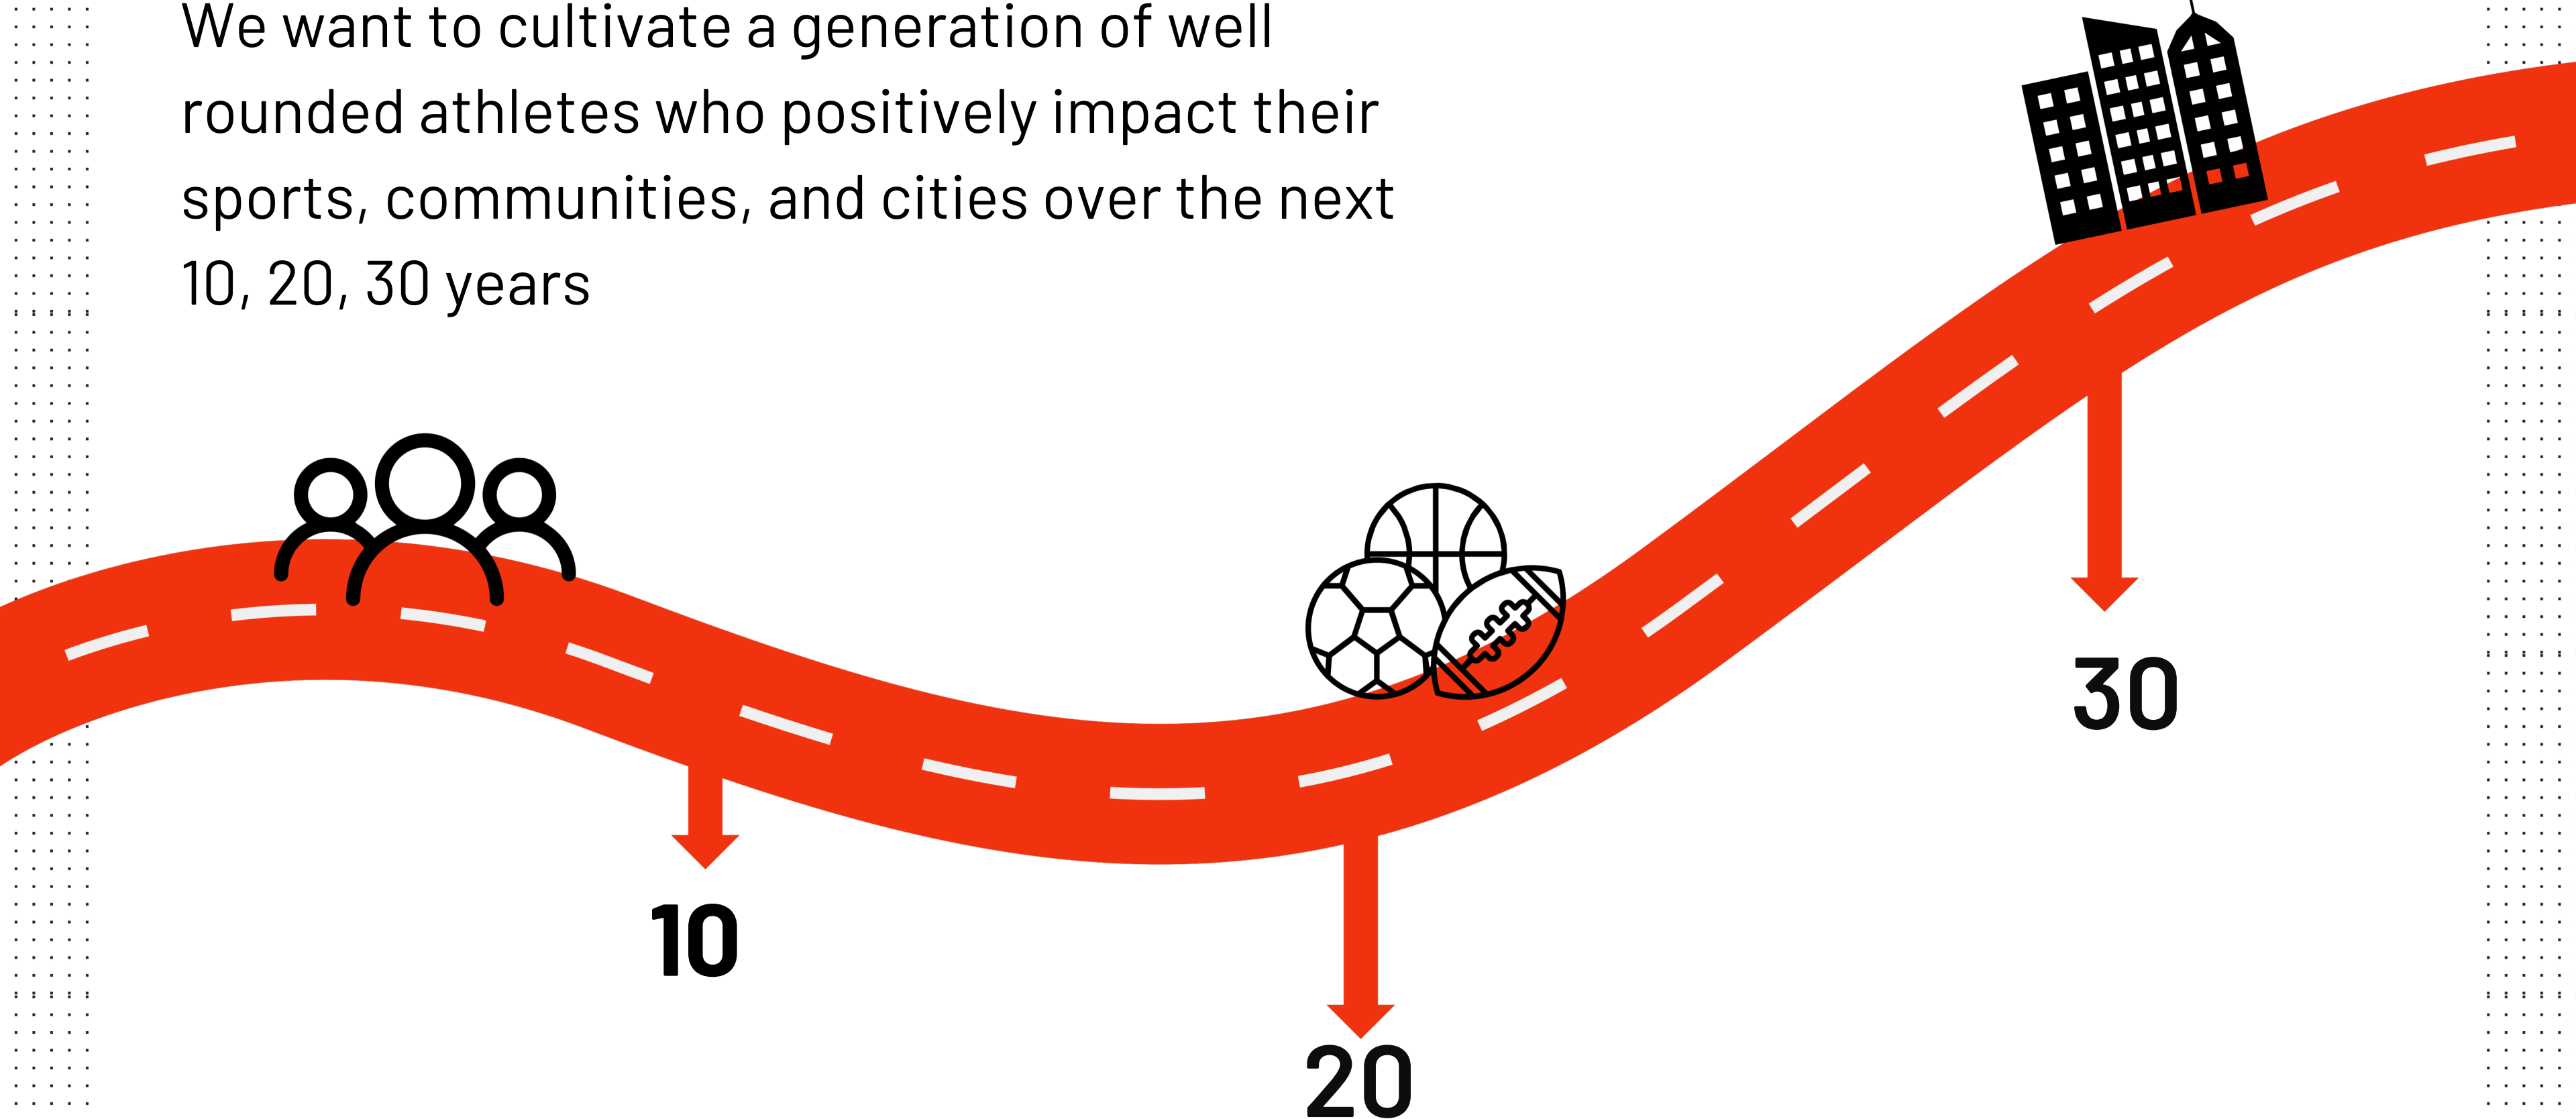 We want to cultivate a generation of well
rounded athletes who positively impact their
sports, communities, and cities over the next
10, 20, 30 years
10
20
30